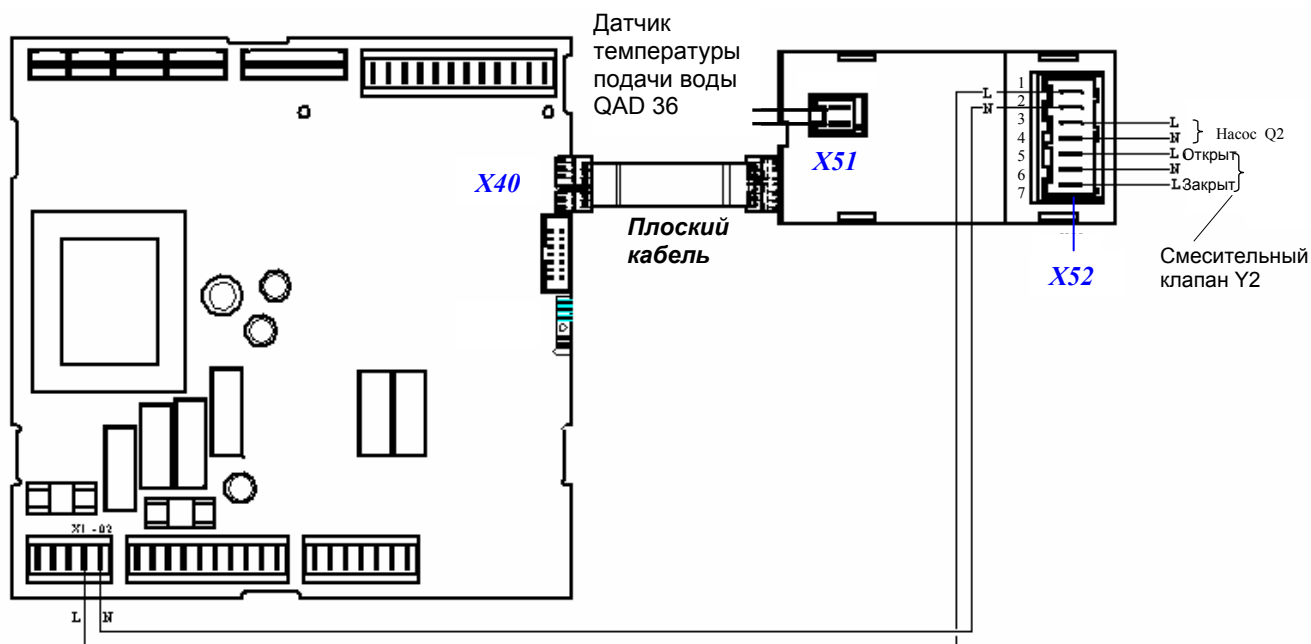 Датчик
температуры
подачи воды
QAD 36
X40
Плоский
кабель
X51
L
N
1
2
3
4
5
6
7
L
N
Насос Q2
L Открыт
N
L Закрыт
X52
Смесительный
клапан Y2
X1 - 02
L N